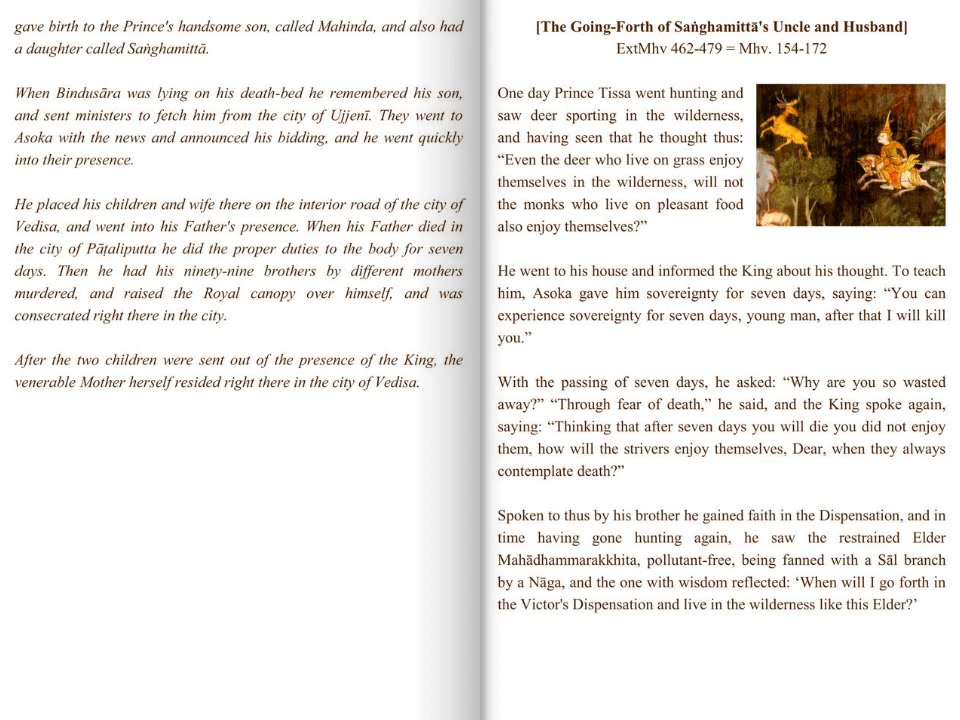 gave birth to the Prince's handsome son, called Mahinda, and also had
a daughter called Saṅghamittā.
When Bindusāra was lying on his death-bed he remembered his son,
and sent ministers to fetch him from the city of Ujjenī. They went to
Asoka with the news and announced his bidding, and he went quickly
into their presence.
He placed his children and wife there on the interior road of the city of
Vedisa, and went into his Father's presence. When his Father died in
the city of Pāṭaliputta he did the proper duties to the body for seven
days. Then he had his ninety-nine brothers by different mothers
murdered, and raised the Royal canopy over himself, and was
consecrated right there in the city.
After the two children were sent out of the presence of the King, the
venerable Mother herself resided right there in the city of Vedisa.
[The Going-Forth of Saṅghamittā's Uncle and Husband]
ExtMhv 462-479 = Mhv. 154-172
One day Prince Tissa went hunting and
saw deer sporting in the wilderness,
and having seen that he thought thus:
“Even the deer who live on grass enjoy
themselves in the wilderness, will not
the monks who live on pleasant food
also enjoy themselves?”
He went to his house and informed the King about his thought. To teach
him, Asoka gave him sovereignty for seven days, saying: “You can
experience sovereignty for seven days, young man, after that I will kill
you.”
With the passing of seven days, he asked: “Why are you so wasted
away?” “Through fear of death,” he said, and the King spoke again,
saying: “Thinking that after seven days you will die you did not enjoy
them, how will the strivers enjoy themselves, Dear, when they always
contemplate death?”
Spoken to thus by his brother he gained faith in the Dispensation, and in
time having gone hunting again, he saw the restrained Elder
Mahādhammarakkhita, pollutant-free, being fanned with a Sāl branch
by a Nāga, and the one with wisdom reflected: ‘When will I go forth in
the Victor's Dispensation and live in the wilderness like this Elder?’